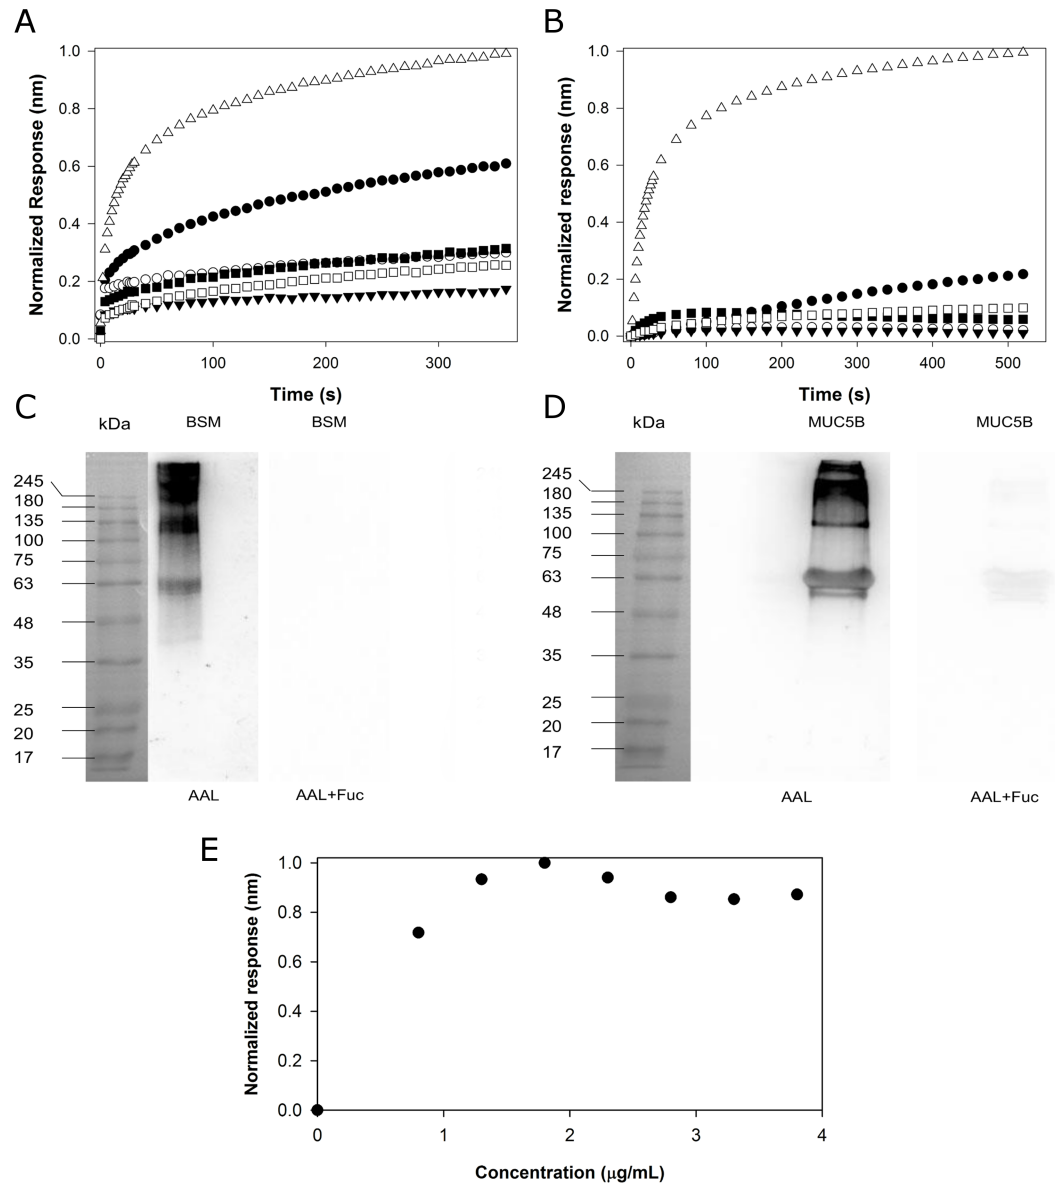 A
Normalized Response (nm)
1.0
0.8
0.6
0.4
0.2
0.0
0 100 200 300
Time (s)
B
Normalized response (nm)
1.0
0.8
0.6
0.4
0.2
0.0
0 100 200 300 400 500
Time (s)
C
kDa BSM BSM
245
180
135
100
75
63
48
35
25
20
17
AAL AAL+Fuc
D
kDa MUC5B MUC5B
245
180
135
100
75
63
48
35
25
20
17
AAL AAL+Fuc
E
Normalized response (nm)
1.0
0.8
0.6
0.4
0.2
0.0
0 1 2 3 4
Concentration (μg/mL)